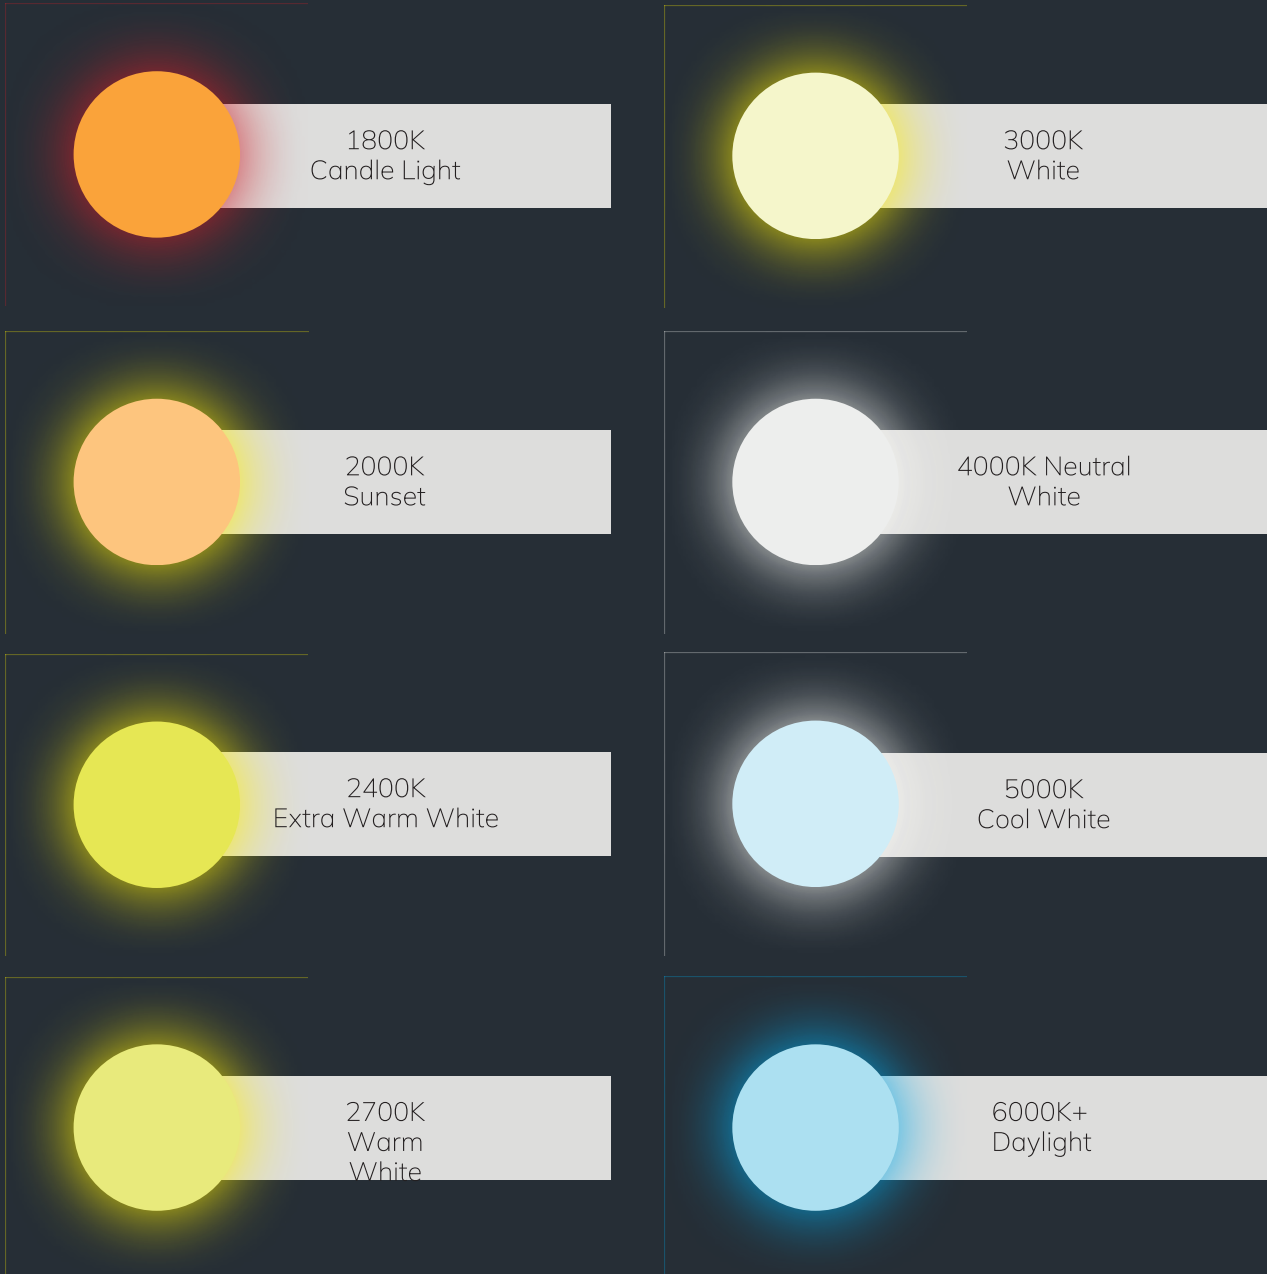 1800K
Candle Light
2000K
Sunset
2400K
Extra Warm White
2700K
Warm
White
3000K
White
4000K Neutral
White
5000K
Cool White
6000K+
Daylight